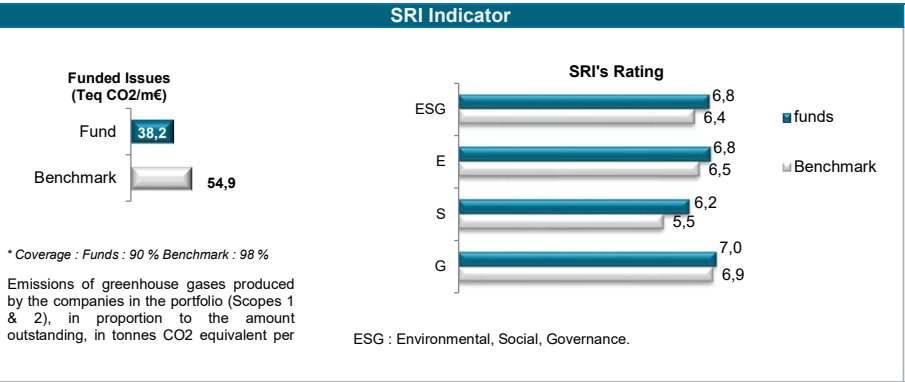 SRI Indicator
Funded Issues
(Teq CO2/m€)
Fund 38,2
Benchmark 54,9
* Coverage : Funds : 90 % Benchmark : 98 %
Emissions of greenhouse gases produced
by the companies in the portfolio (Scopes 1
& 2), in proportion to the amount
outstanding, in tonnes CO2 equivalent per
SRI's Rating
ESG 6,8
6,4
E 6,8
6,5
S 6,2
5,5
G 7,0
6,9
funds
Benchmark
ESG : Environmental, Social, Governance.